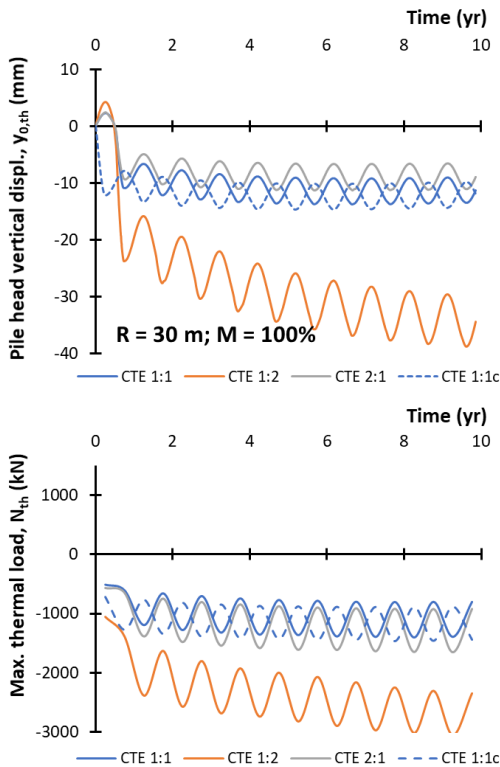 Time (yr)
0 2 4 6 8 10
Pile head vertical displ., y0,th (mm)
10
0
-10
-20
-30
-40
R = 30 m; M = 100%
CTE 1:1 CTE 1:2 CTE 2:1 CTE 1:1c
Time (yr)
0 2 4 6 8 10
Max. thermal load, Nth (kN)
1000
0
-1000
-2000
-3000
CTE 1:1 CTE 1:2 CTE 2:1 CTE 1:1c